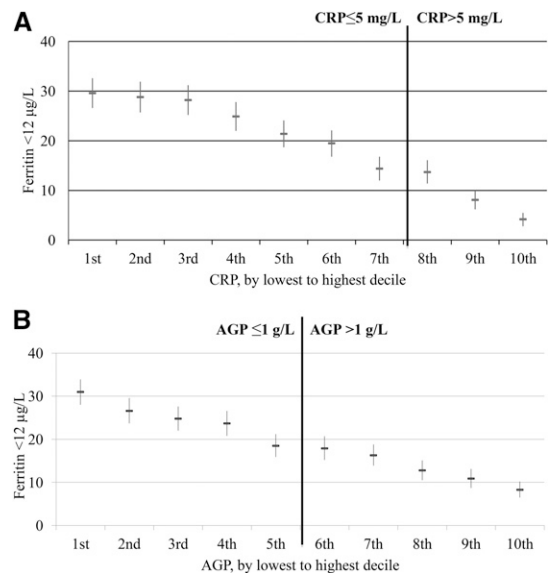 A
CRP≤5 mg/L
CRP>5 mg/L
Ferritin <12 µg/L
40
30
20
10
0
1st 2nd 3rd 4th 5th 6th 7th 8th 9th 10th
CRP, by lowest to highest decile
B
AGP ≤1 g/L
AGP >1 g/L
Ferritin <12 µg/L
40
30
20
10
0
1st 2nd 3rd 4th 5th 6th 7th 8th 9th 10th
AGP, by lowest to highest decile